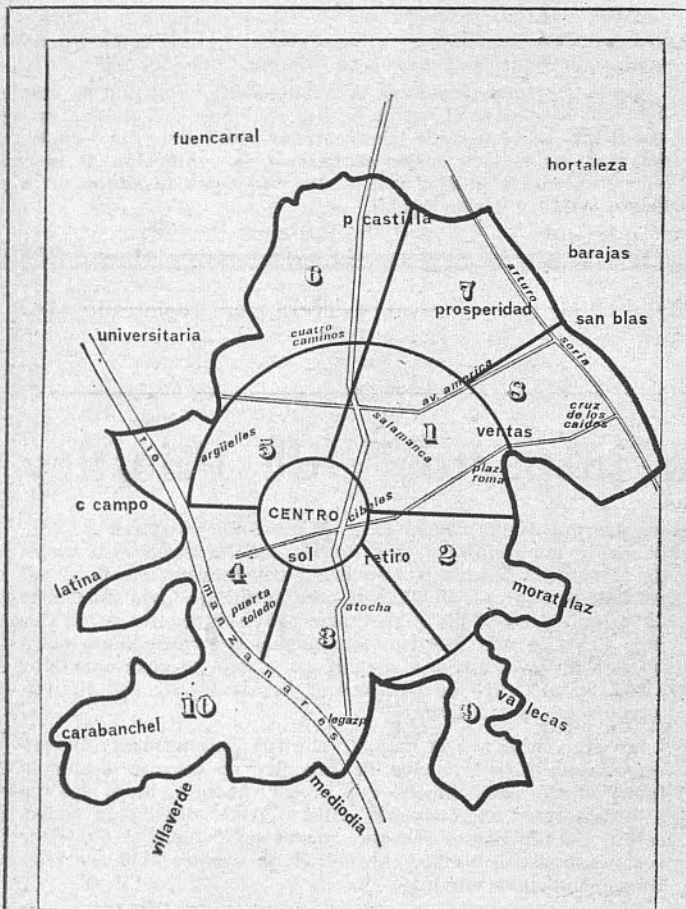 fuencarral
hortaleza
p castilla
barajas
6
7
arturo
prosperidad
san blas
universitaria
cuatro
caminos
soria
av. america
8
cruz
de los
caidos
salamanca
1
ventas
argüelles
5
plaza
roma
rio
c campo
CENTRO
cibeles
sol
retiro
2
4
latina
manzanares
puerta
toledo
atocha
moratalaz
3
10
9
vallecas
legazpi
carabanchel
mediodia
villaverde